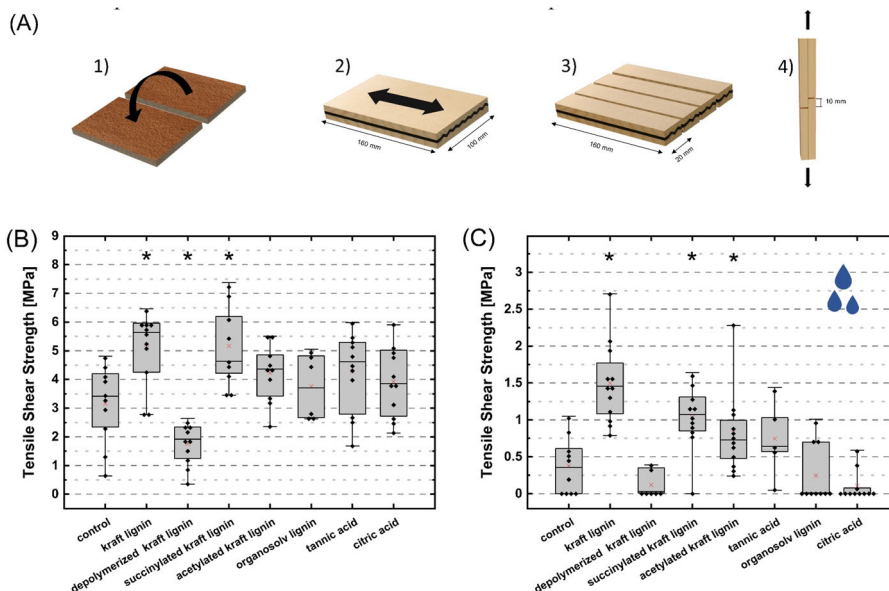 (A)
1)
2)
3)
4)
160 mm
100 mm
160 mm
20 mm
10 mm
(B)
Tensile Shear Strength [MPa]
9
8
7
6
5
4
3
2
1
0
*
*
*
control
kraft lignin
depolymerized kraft lignin
succinylated kraft lignin
acetylated kraft lignin
organosolv lignin
tannic acid
citric acid
(C)
Tensile Shear Strength [MPa]
3
2.5
2
1.5
1
0.5
0
*
*
*
control
kraft lignin
depolymerized kraft lignin
succinylated kraft lignin
acetylated kraft lignin
tannic acid
organosolv lignin
citric acid